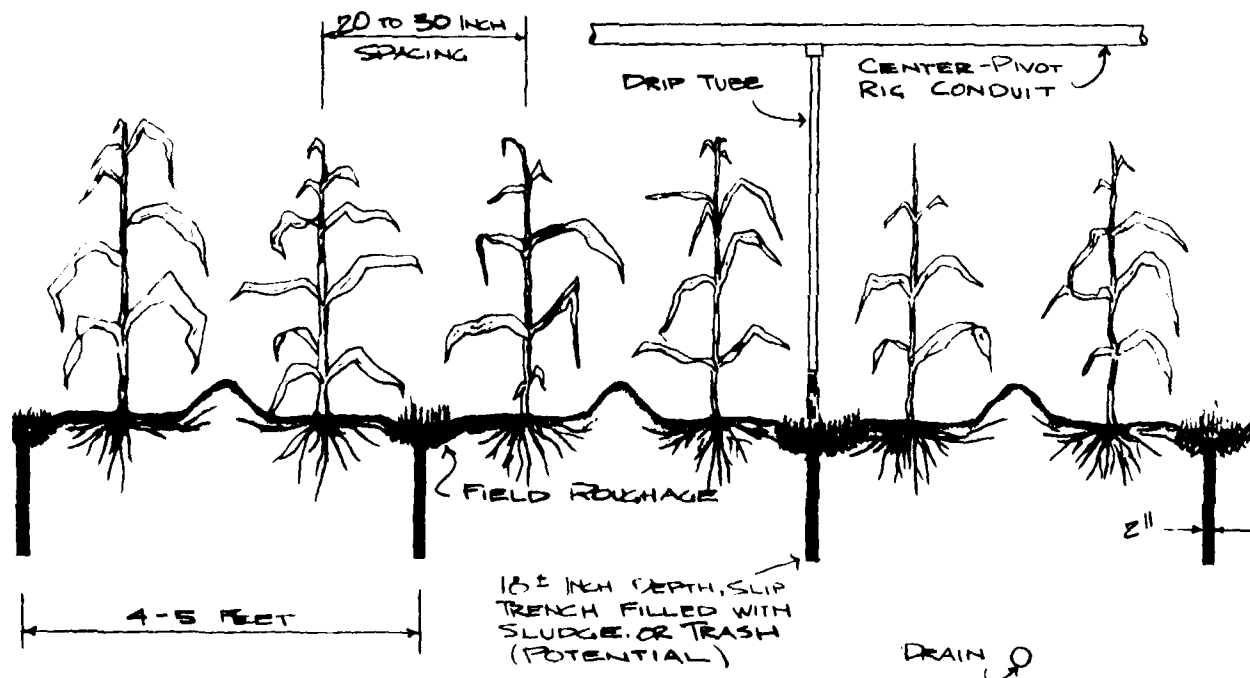 20 TO 30 INCH
SPACING
DRIP TUBE
CENTER-PIVOT
RIG CONDUIT
FIELD ROUGHAGE
2"
18± INCH DEPTH, SLIP
TRENCH FILLED WITH
SLUDGE OR TRASH
(POTENTIAL)
4-5 FEET
DRAIN